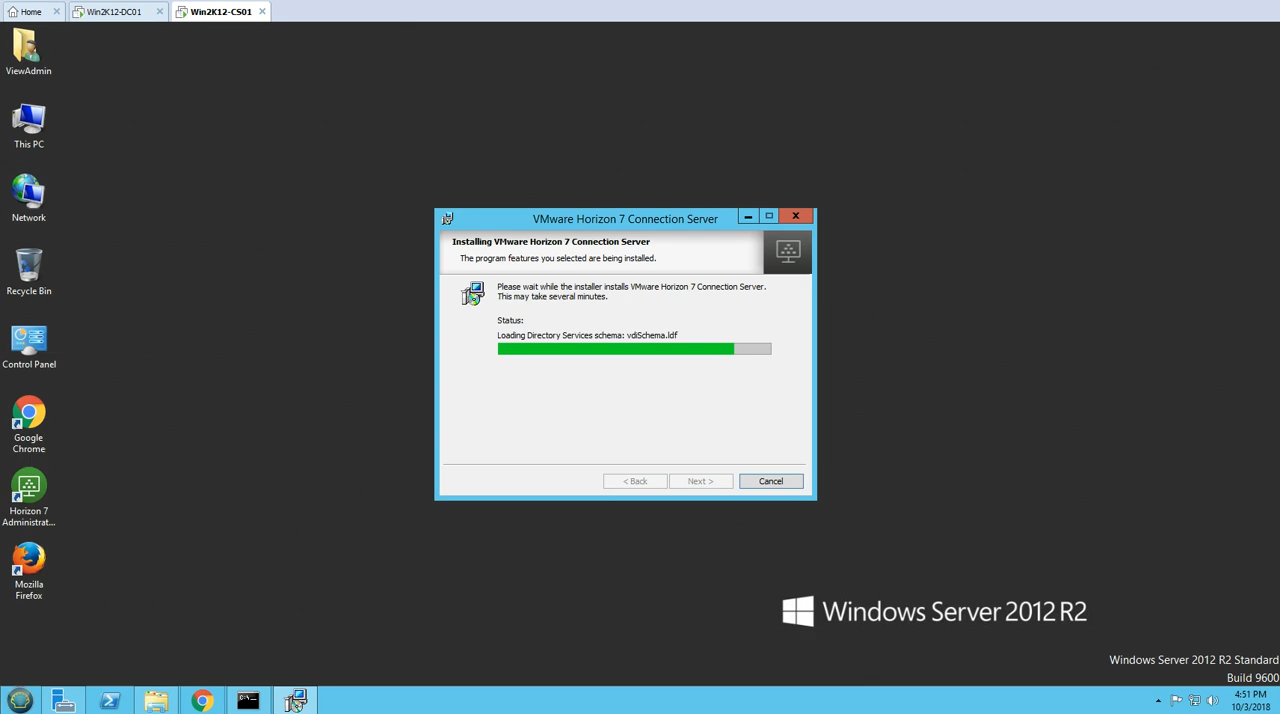 Home
Win2K12-DC01
Win2K12-CS01
ViewAdmin
This PC
Network
Recycle Bin
Control Panel
Google
Chrome
Horizon 7
Administrat...
Mozilla
Firefox
VMware Horizon 7 Connection Server
Installing VMware Horizon 7 Connection Server
The program features you selected are being installed.
Please wait while the installer installs VMware Horizon 7 Connection Server.
This may take several minutes.
Status:
Loading Directory Services schema: vdiSchema.ldf
< Back
Next >
Cancel
Windows Server 2012 R2
Windows Server 2012 R2 Standard
Build 9600
4:51 PM
10/3/2018